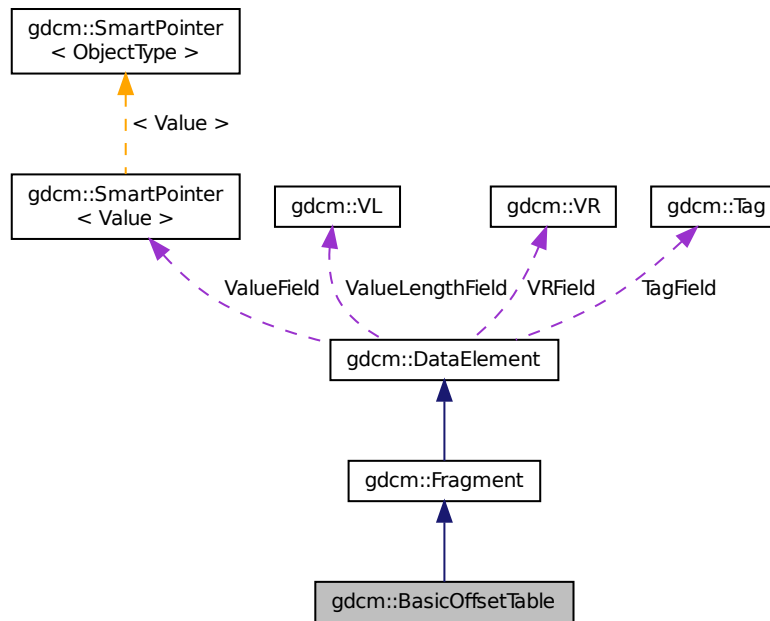 gdcm::SmartPointer
< ObjectType >
< Value >
gdcm::SmartPointer
< Value >
gdcm::VL
gdcm::VR
gdcm::Tag
ValueField
ValueLengthField
VRField
TagField
gdcm::DataElement
gdcm::Fragment
gdcm::BasicOffsetTable